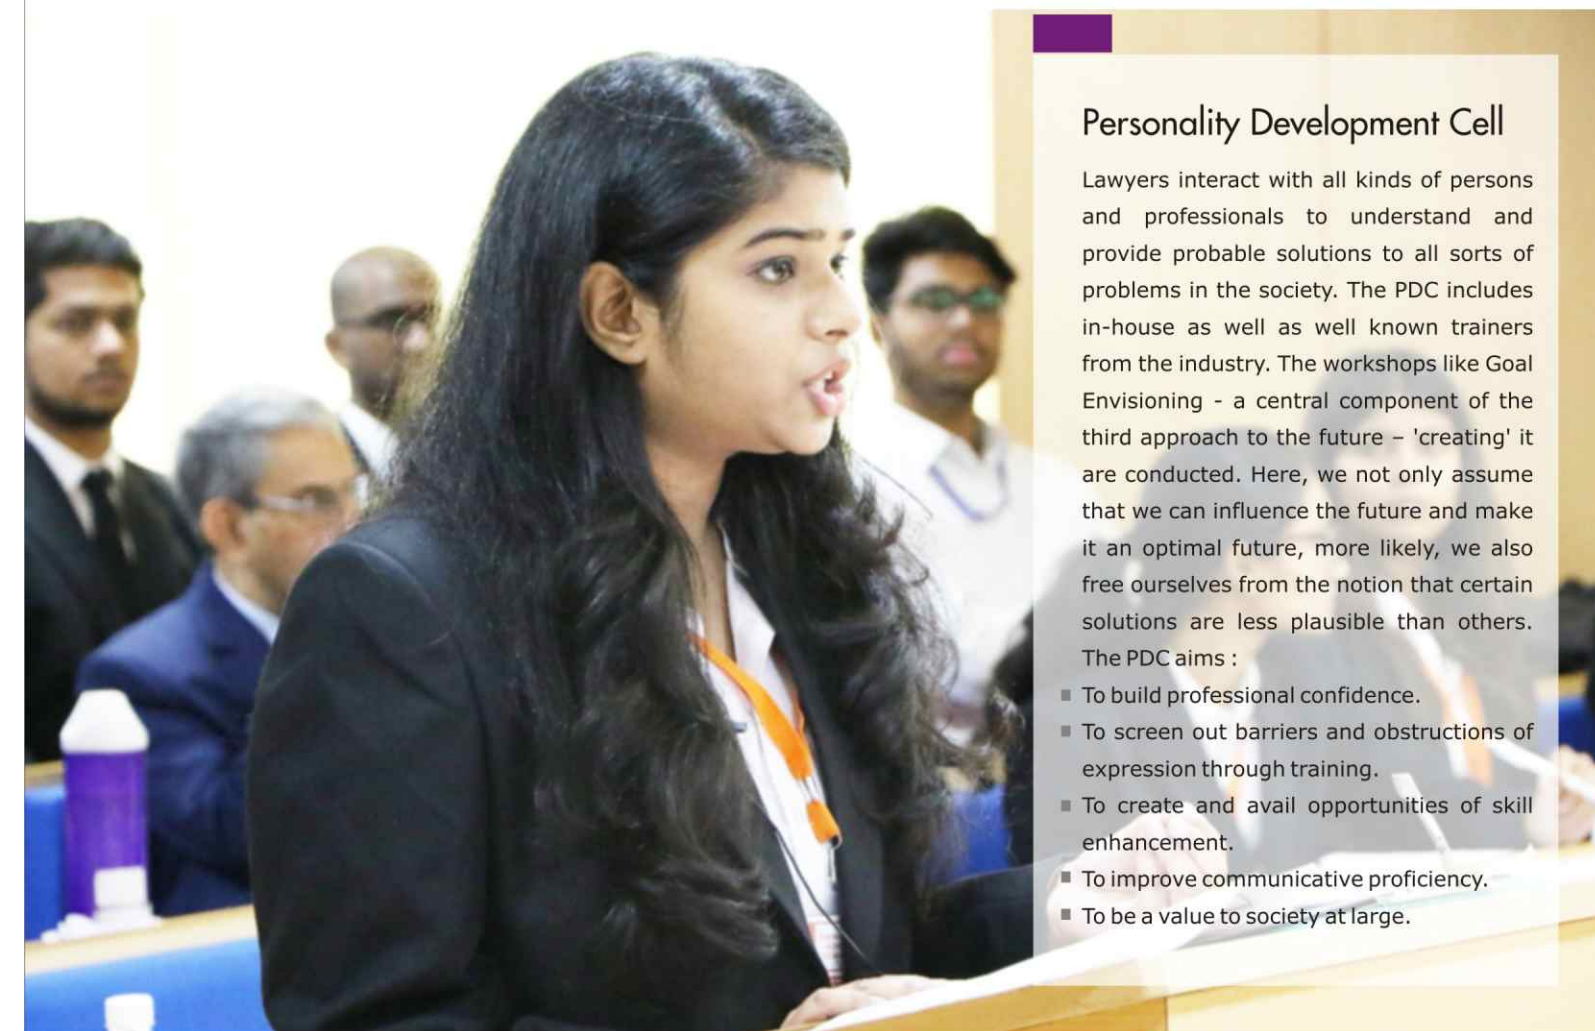 Personality Development Cell
Lawyers interact with all kinds of persons
and professionals to understand and
provide probable solutions to all sorts of
problems in the society. The PDC includes
in-house as well as well known trainers
from the industry. The workshops like Goal
Envisioning - a central component of the
third approach to the future – 'creating' it
are conducted. Here, we not only assume
that we can influence the future and make
it an optimal future, more likely, we also
free ourselves from the notion that certain
solutions are less plausible than others.
The PDC aims :
▪ To build professional confidence.
▪ To screen out barriers and obstructions of
expression through training.
▪ To create and avail opportunities of skill
enhancement.
▪ To improve communicative proficiency.
▪ To be a value to society at large.